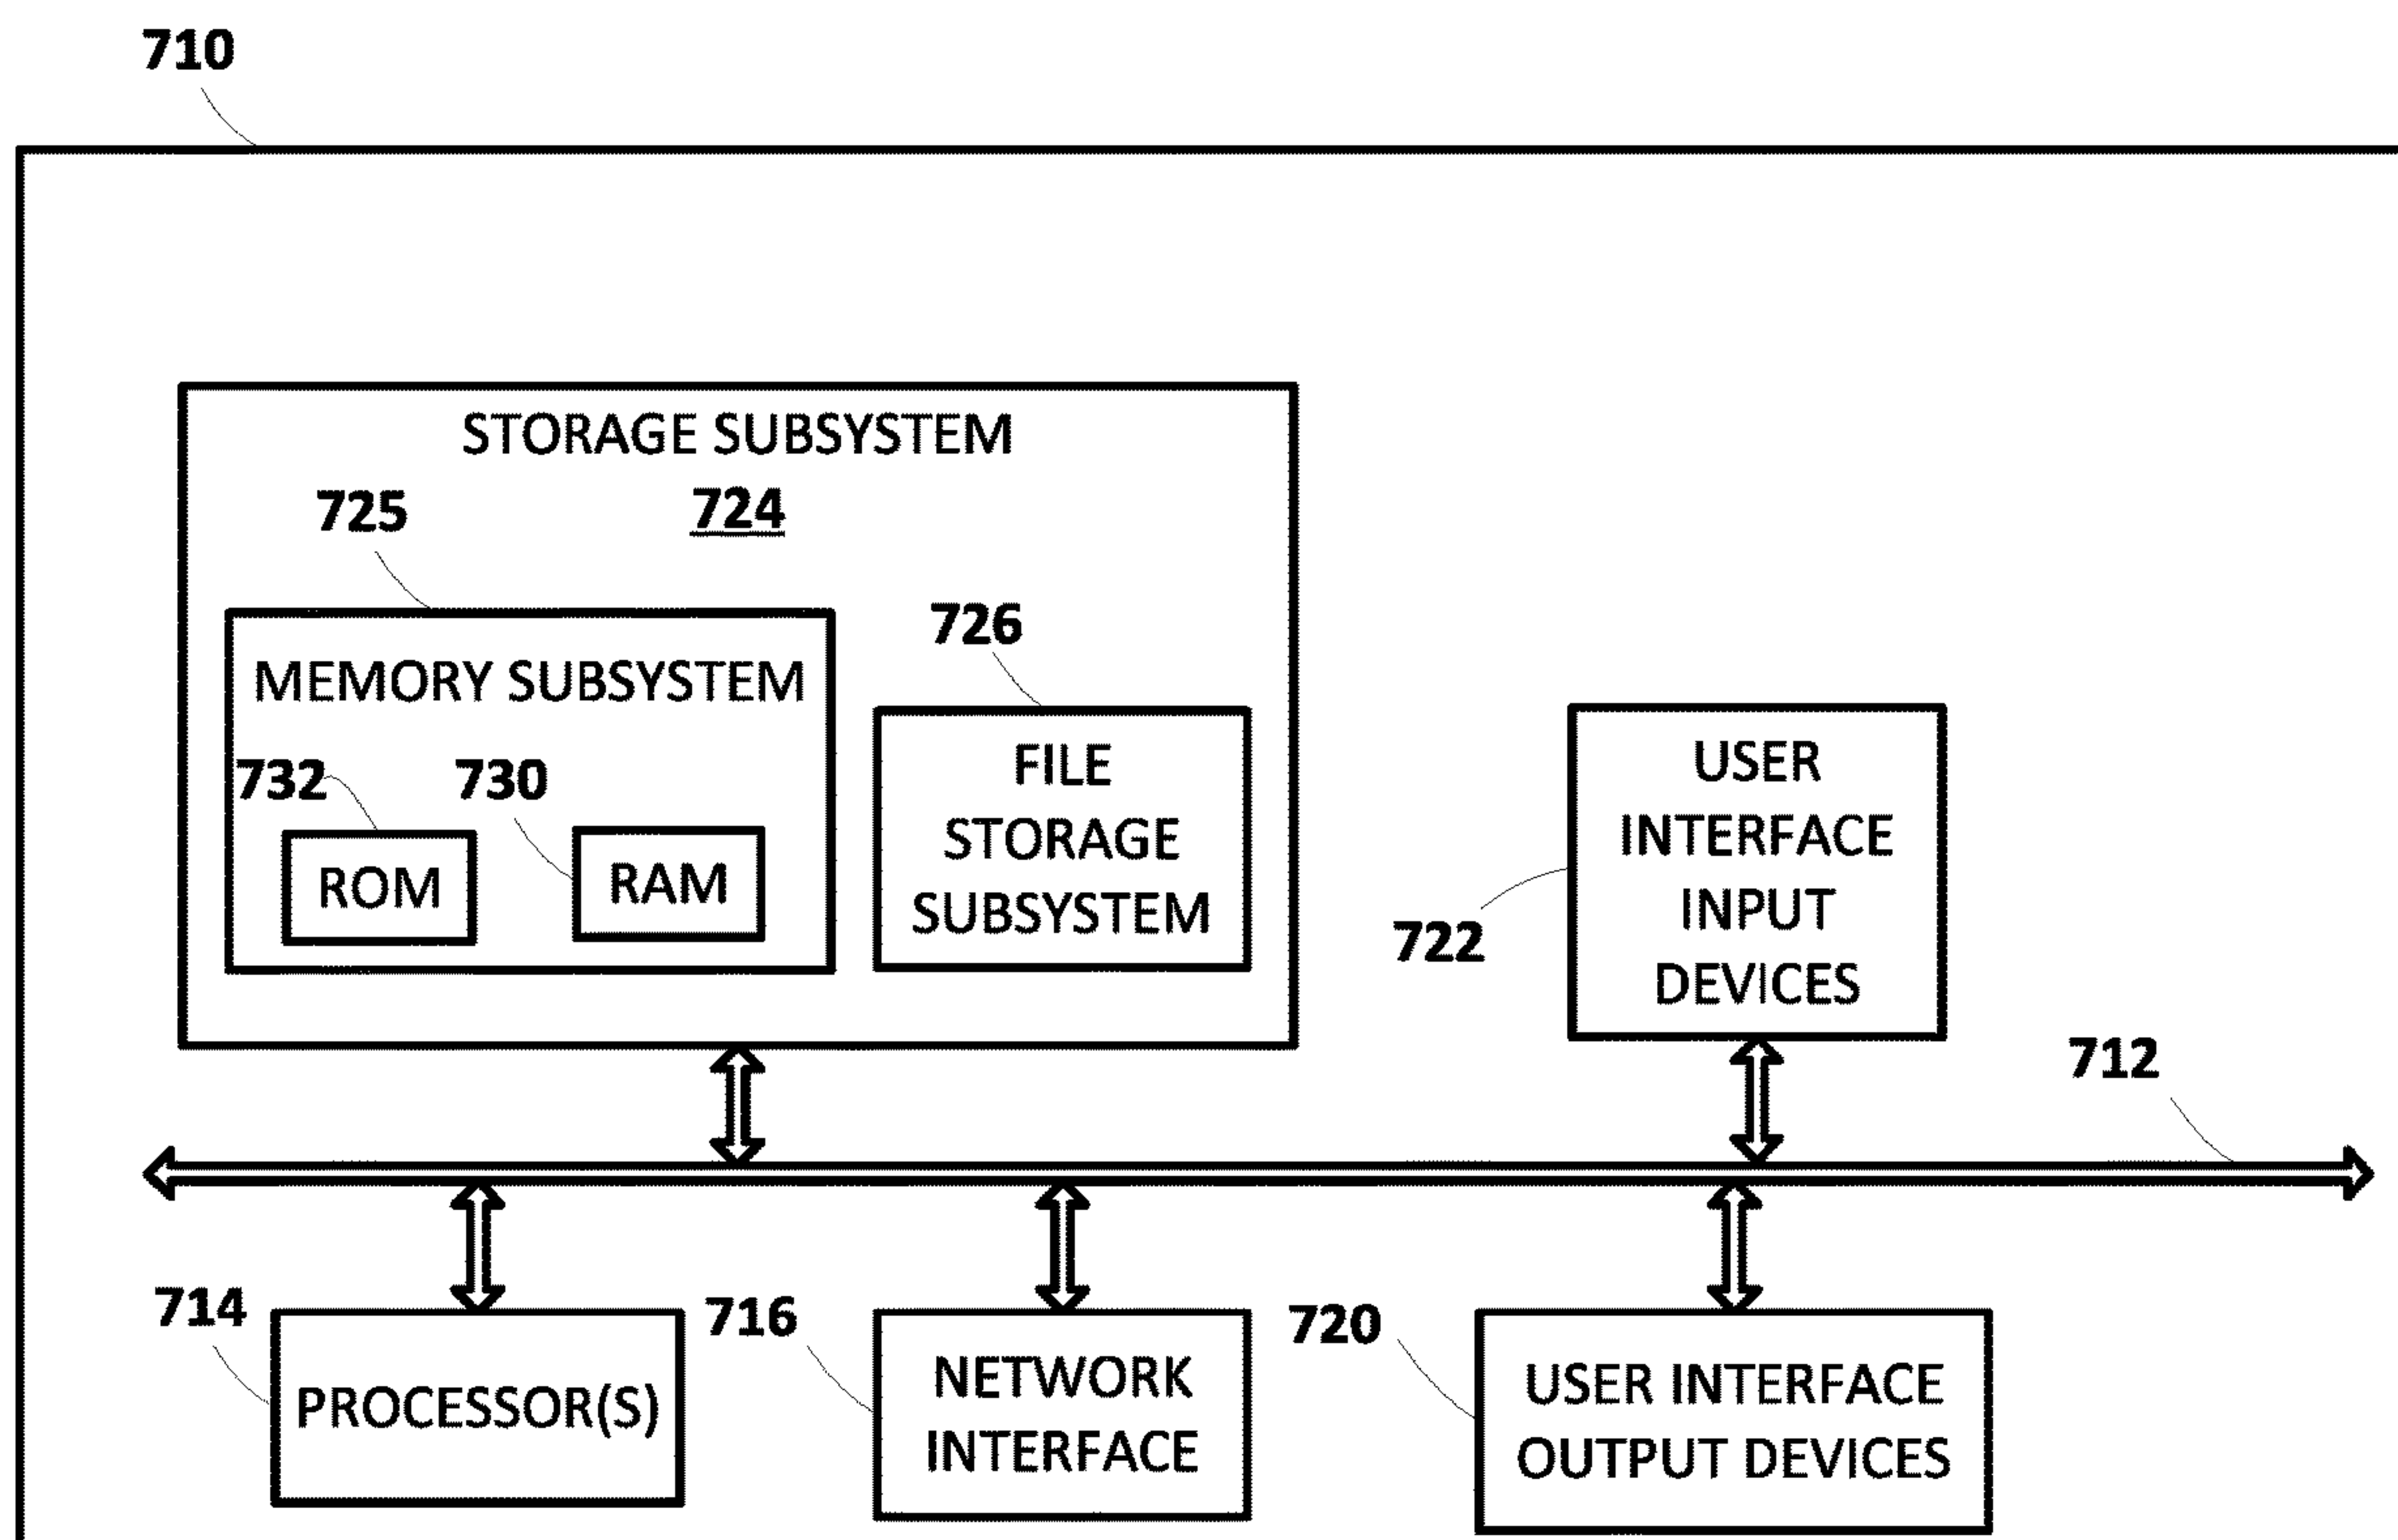 710
STORAGE SUBSYSTEM
724
725
MEMORY SUBSYSTEM
732
730
ROM
RAM
726
FILE
STORAGE
SUBSYSTEM
USER
INTERFACE
INPUT
DEVICES
722
712
714
PROCESSOR(S)
716
NETWORK
INTERFACE
720
USER INTERFACE
OUTPUT DEVICES